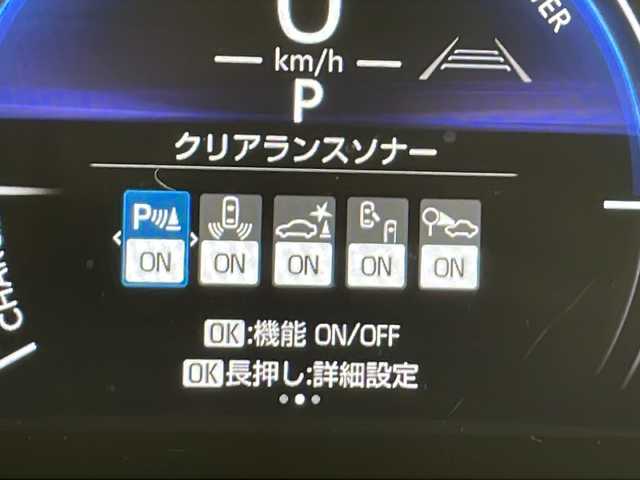 0
km/h
P
クリアランスソナー
P
ON ON ON ON ON
OK:機能 ON/OFF
OK長押し:詳細設定